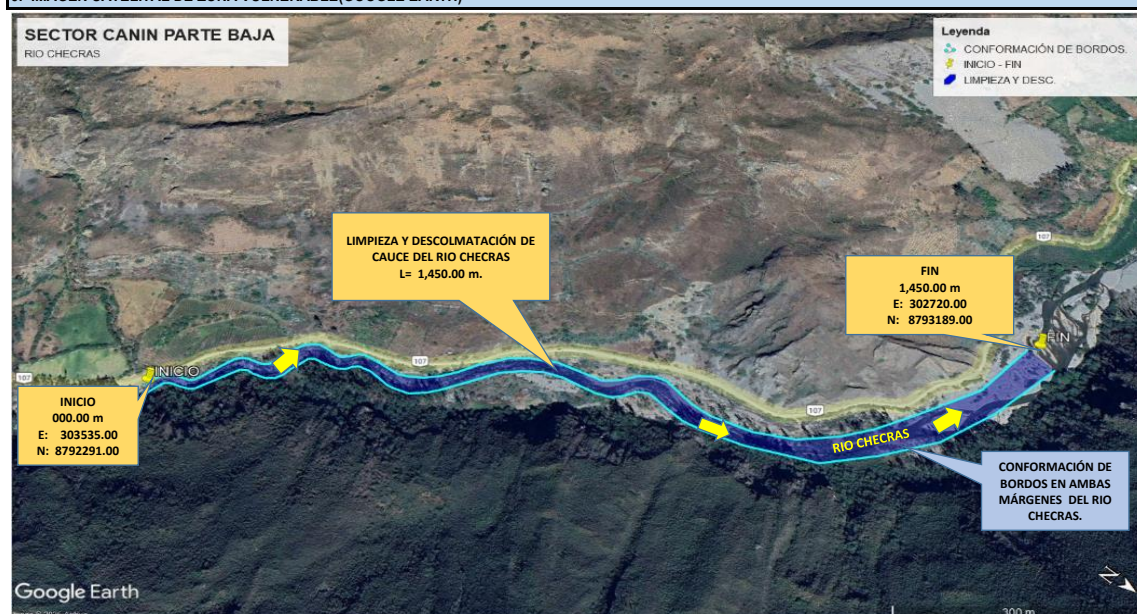 SECTOR CANIN PARTE BAJA
RIO CHECRAS
Leyenda
CONFORMACIÓN DE BORDOS.
INICIO - FIN
LIMPIEZA Y DESC.
107
LIMPIEZA Y DESCOLMATACIÓN DE
CAUCE DEL RIO CHECRAS
L= 1,450.00 m.
FIN
1,450.00 m
E: 302720.00
N: 8793189.00
FIN
INICIO
107
107
INICIO
000.00 m
E: 303535.00
N: 8792291.00
107
RIO CHECRAS
CONFORMACIÓN DE
BORDOS EN AMBAS
MÁRGENES DEL RIO
CHECRAS.
Google Earth
N
300 m